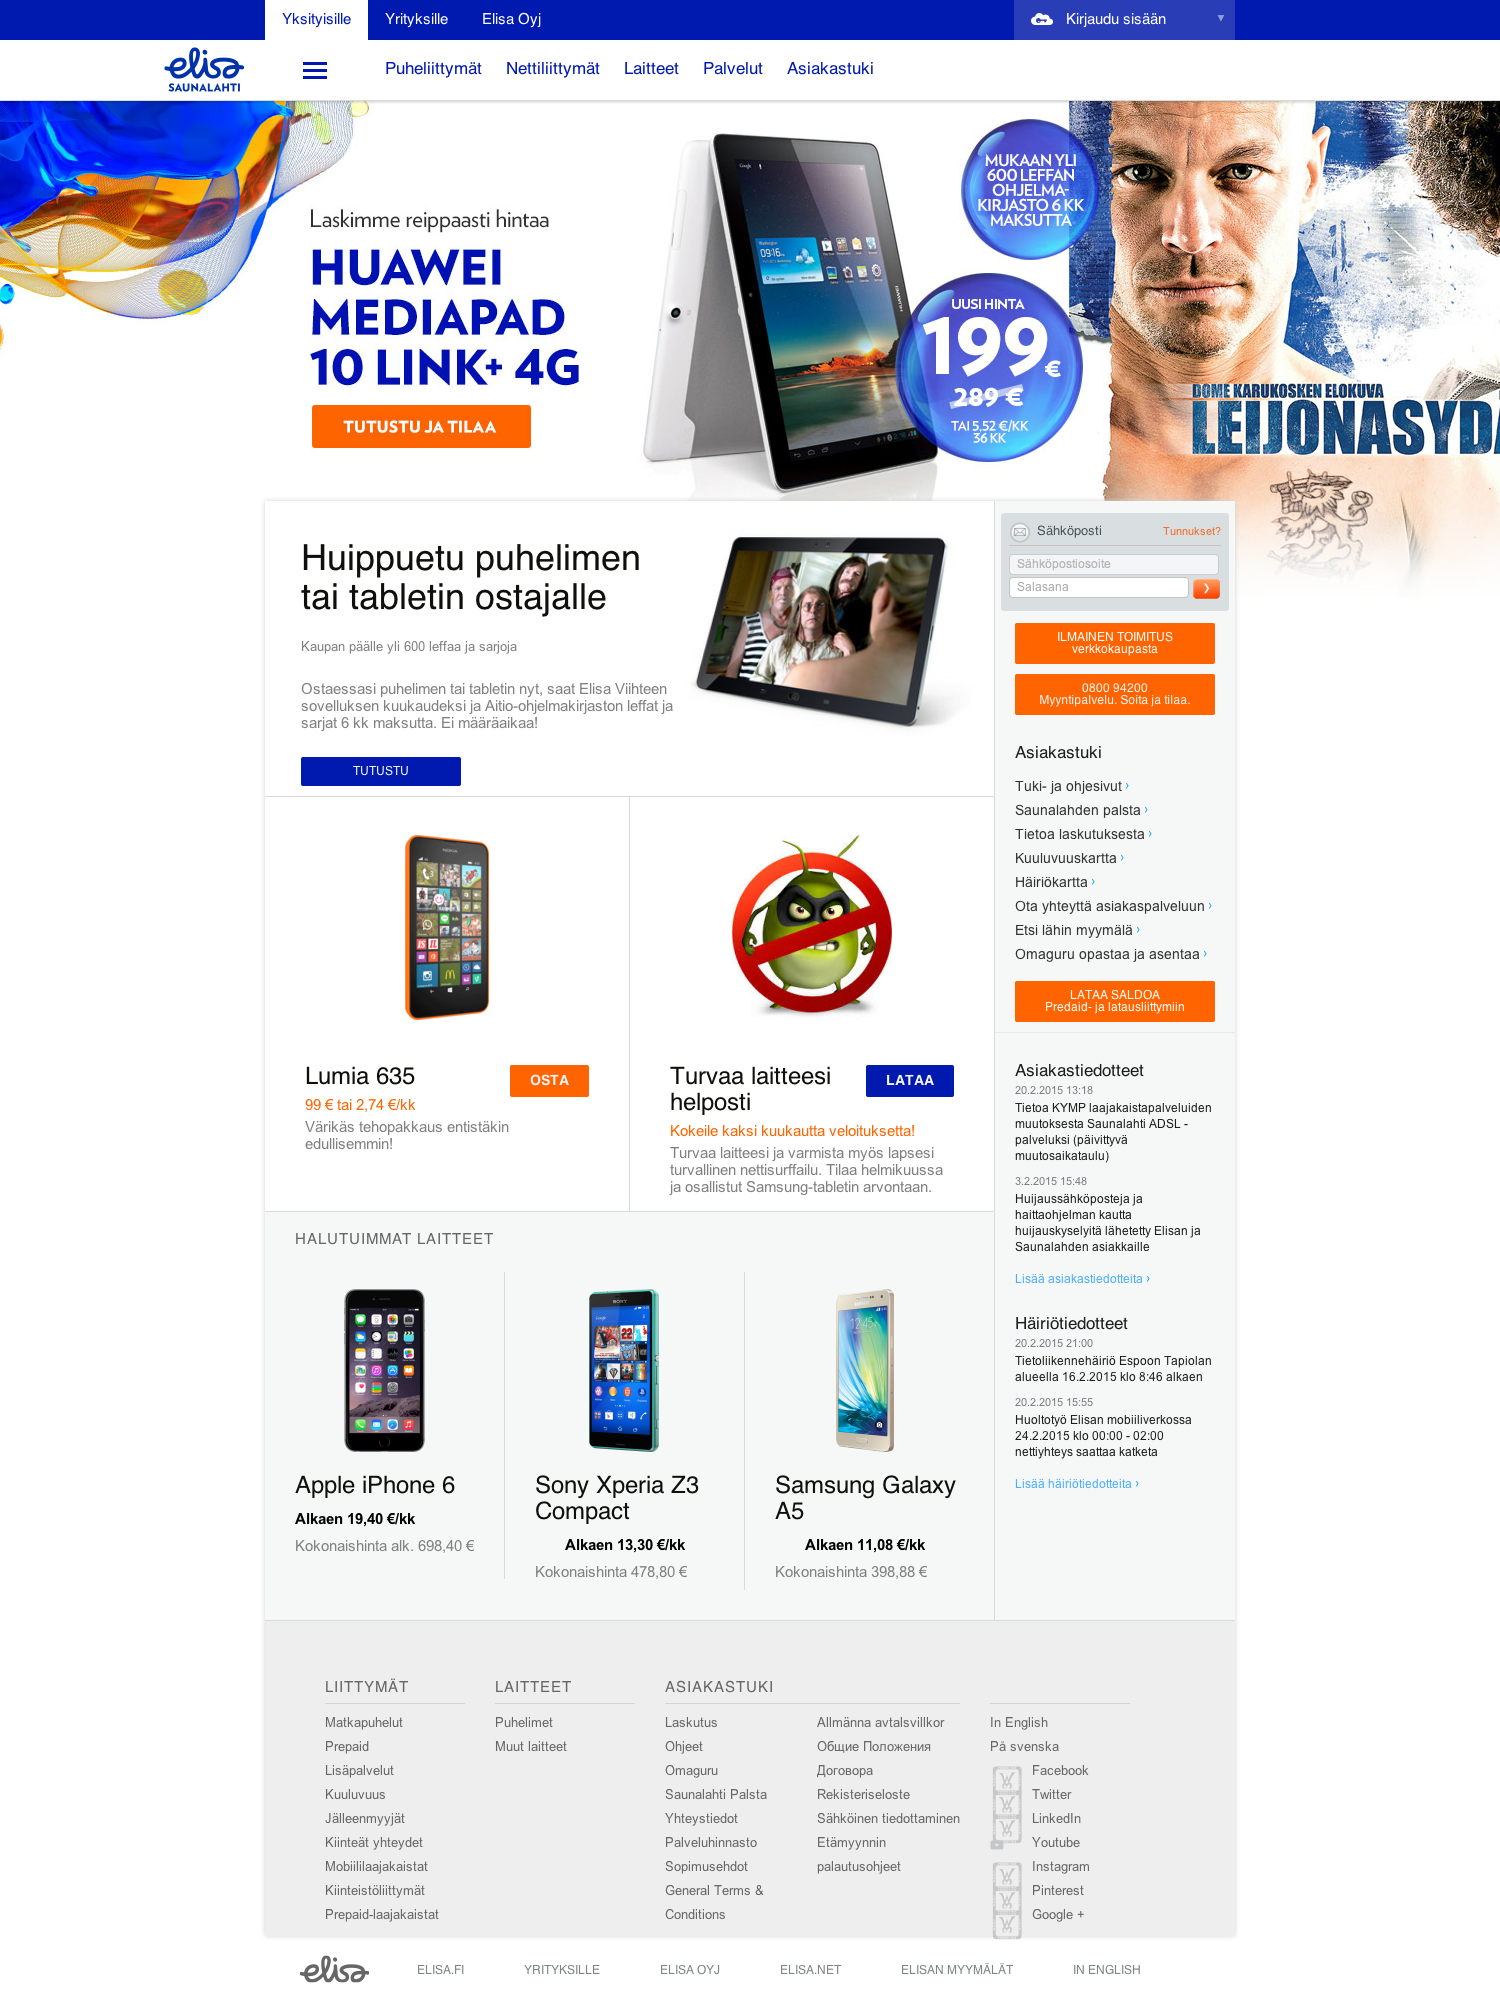 Yksityisille Yrityksille Elisa Oyj Kirjaudu sisään
elisa
SAUNALAHTI
Puheliittymät Nettiliittymät Laitteet Palvelut Asiakastuki
Laskimme reippaasti hintaa
HUAWEI
MEDIAPAD
10 LINK+ 4G
TUTUSTU JA TILAA
MUKAAN YLI
600 LEFFAN
OHJELMA-
KIRJASTO 6 KK
MAKSUTTA
UUSI HINTA
199€
289 €
TAI 5,52 €/KK
36 KK
DOME KARUKOSKEN ELOKUVA
LEIJONASYDÄ
Huippuetu puhelimen
tai tabletin ostajalle
Kaupan päälle yli 600 leffaa ja sarjoja
Ostaessasi puhelimen tai tabletin nyt, saat Elisa Viihteen
sovelluksen kuukaudeksi ja Aitio-ohjelmakirjaston leffat ja
sarjat 6 kk maksutta. Ei määräaikaa!
TUTUSTU
Lumia 635
OSTA
99 € tai 2,74 €/kk
Värikäs tehopakkaus entistäkin
edullisemmin!
Turvaa laitteesi
helposti
LATAA
Kokeile kaksi kuukautta veloituksetta!
Turvaa laitteesi ja varmista myös lapsesi
turvallinen nettisurffailu. Tilaa helmikuussa
ja osallistut Samsung-tabletin arvontaan.
HALUTUIMMAT LAITTEET
Apple iPhone 6
Alkaen 19,40 €/kk
Kokonaishinta alk. 698,40 €
Sony Xperia Z3
Compact
Alkaen 13,30 €/kk
Kokonaishinta 478,80 €
Samsung Galaxy
A5
Alkaen 11,08 €/kk
Kokonaishinta 398,88 €
Sähköposti Tunnukset?
Sähköpostiosoite
Salasana
ILMAINEN TOIMITUS
verkkokaupasta
0800 94200
Myyntipalvelu. Soita ja tilaa.
Asiakastuki
Tuki- ja ohjesivut ›
Saunalahden palsta ›
Tietoa laskutuksesta ›
Kuuluvuuskartta ›
Häiriökartta ›
Ota yhteyttä asiakaspalveluun ›
Etsi lähin myymälä ›
Omaguru opastaa ja asentaa ›
LATAA SALDOA
Predaid- ja latausliittymiin
Asiakastiedotteet
20.2.2015 13:18
Tietoa KYMP laajakaistapalveluiden
muutoksesta Saunalahti ADSL -
palveluksi (päivittyvä
muutosaikataulu)
3.2.2015 15:48
Huijaussähköposteja ja
haittaohjelman kautta
huijauskyselyitä lähetetty Elisan ja
Saunalahden asiakkaille
Lisää asiakastiedotteita ›
Häiriötiedotteet
20.2.2015 21:00
Tietoliikennehäiriö Espoon Tapiolan
alueella 16.2.2015 klo 8:46 alkaen
20.2.2015 15:55
Huoltotyö Elisan mobiiliverkossa
24.2.2015 klo 00:00 - 02:00
nettiyhteys saattaa katketa
Lisää häiriötiedotteita ›
LIITTYMÄT
Matkapuhelut
Prepaid
Lisäpalvelut
Kuuluvuus
Jälleenmyyjät
Kiinteät yhteydet
Mobiililaajakaistat
Kiinteistöliittymät
Prepaid-laajakaistat
LAITTEET
Puhelimet
Muut laitteet
ASIAKASTUKI
Laskutus
Ohjeet
Omaguru
Saunalahti Palsta
Yhteystiedot
Palveluhinnasto
Sopimusehdot
General Terms &
Conditions
Allmänna avtalsvillkor
Общие Положения
Договора
Rekisteriseloste
Sähköinen tiedottaminen
Etämyynnin
palautusohjeet
In English
På svenska
Facebook
Twitter
LinkedIn
Youtube
Instagram
Pinterest
Google +
elisa ELISA.FI YRITYKSILLE ELISA OYJ ELISA.NET ELISAN MYYMÄLÄT IN ENGLISH